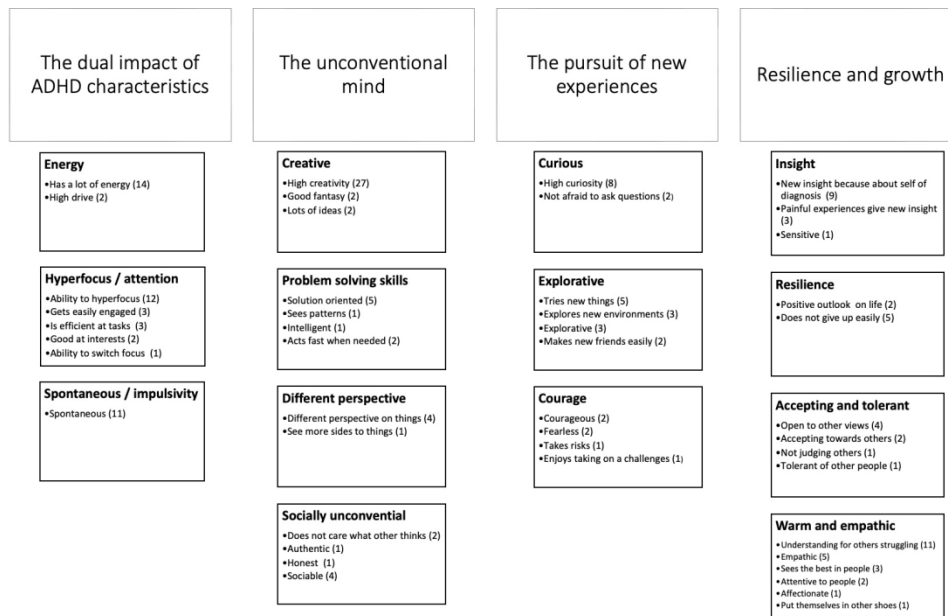 The dual impact of
ADHD characteristics
Energy
•Has a lot of energy (14)
•High drive (2)
Hyperfocus / attention
•Ability to hyperfocus (12)
•Gets easily engaged (3)
•Is efficient at tasks (3)
•Good at interests (2)
•Ability to switch focus (1)
Spontaneous / impulsivity
•Spontaneous (11)
The unconventional
mind
Creative
•High creativity (27)
•Good fantasy (2)
•Lots of ideas (2)
Problem solving skills
•Solution oriented (5)
•Sees patterns (1)
•Intelligent (1)
•Acts fast when needed (2)
Different perspective
•Different perspective on things (4)
•See more sides to things (1)
Socially unconvential
•Does not care what other thinks (2)
•Authentic (1)
•Honest (1)
•Sociable (4)
The pursuit of new
experiences
Curious
•High curiosity (8)
•Not afraid to ask questions (2)
Explorative
•Tries new things (5)
•Explores new environments (3)
•Explorative (3)
•Makes new friends easily (2)
Courage
•Courageous (2)
•Fearless (2)
•Takes risks (1)
•Enjoys taking on a challenges (1)
Resilience and growth
Insight
•New insight because about self of
diagnosis (9)
•Painful experiences give new insight
(3)
•Sensitive (1)
Resilience
•Positive outlook on life (2)
•Does not give up easily (5)
Accepting and tolerant
•Open to other views (4)
•Accepting towards others (2)
•Not judging others (1)
•Tolerant of other people (1)
Warm and empathic
•Understanding for others struggling (11)
•Empathic (5)
•Sees the best in people (3)
•Attentive to people (2)
•Affectionate (1)
•Put themselves in other shoes (1)